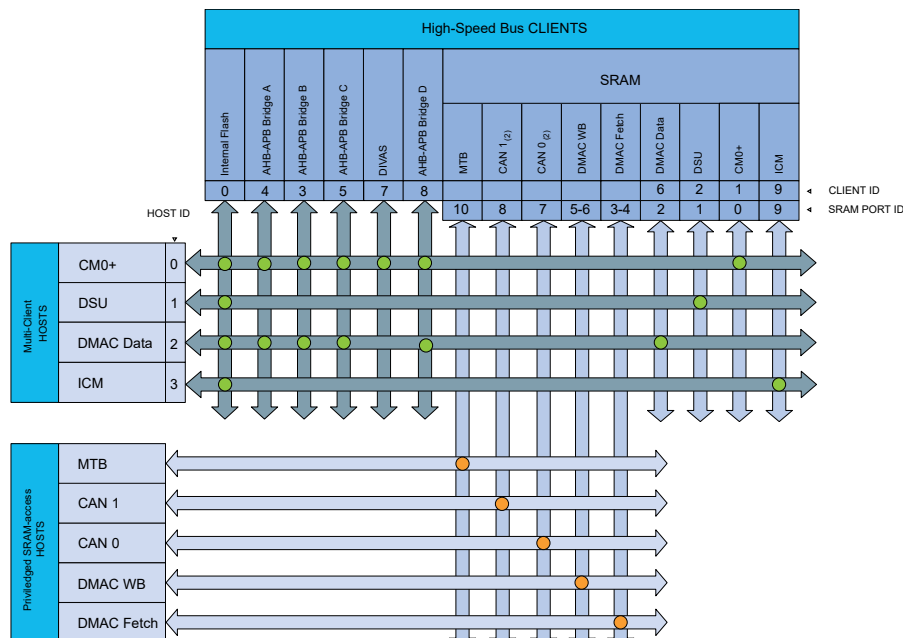 High-Speed Bus CLIENTS
SRAM
Internal Flash
AHB-APB Bridge A
AHB-APB Bridge B
AHB-APB Bridge C
DIVAS
AHB-APB Bridge D
MTB
CAN 1 (2)
CAN 0 (2)
DMAC WB
DMAC Fetch
DMAC Data
DSU
CM0+
ICM
0 4 3 5 7 8 6 2 1 9 CLIENT ID
10 8 7 5-6 3-4 2 1 0 9 SRAM PORT ID
HOST ID
Multi-Client
HOSTS
CM0+ 0
DSU 1
DMAC Data 2
ICM 3
Priviledged SRAM-access
HOSTS
MTB
CAN 1
CAN 0
DMAC WB
DMAC Fetch